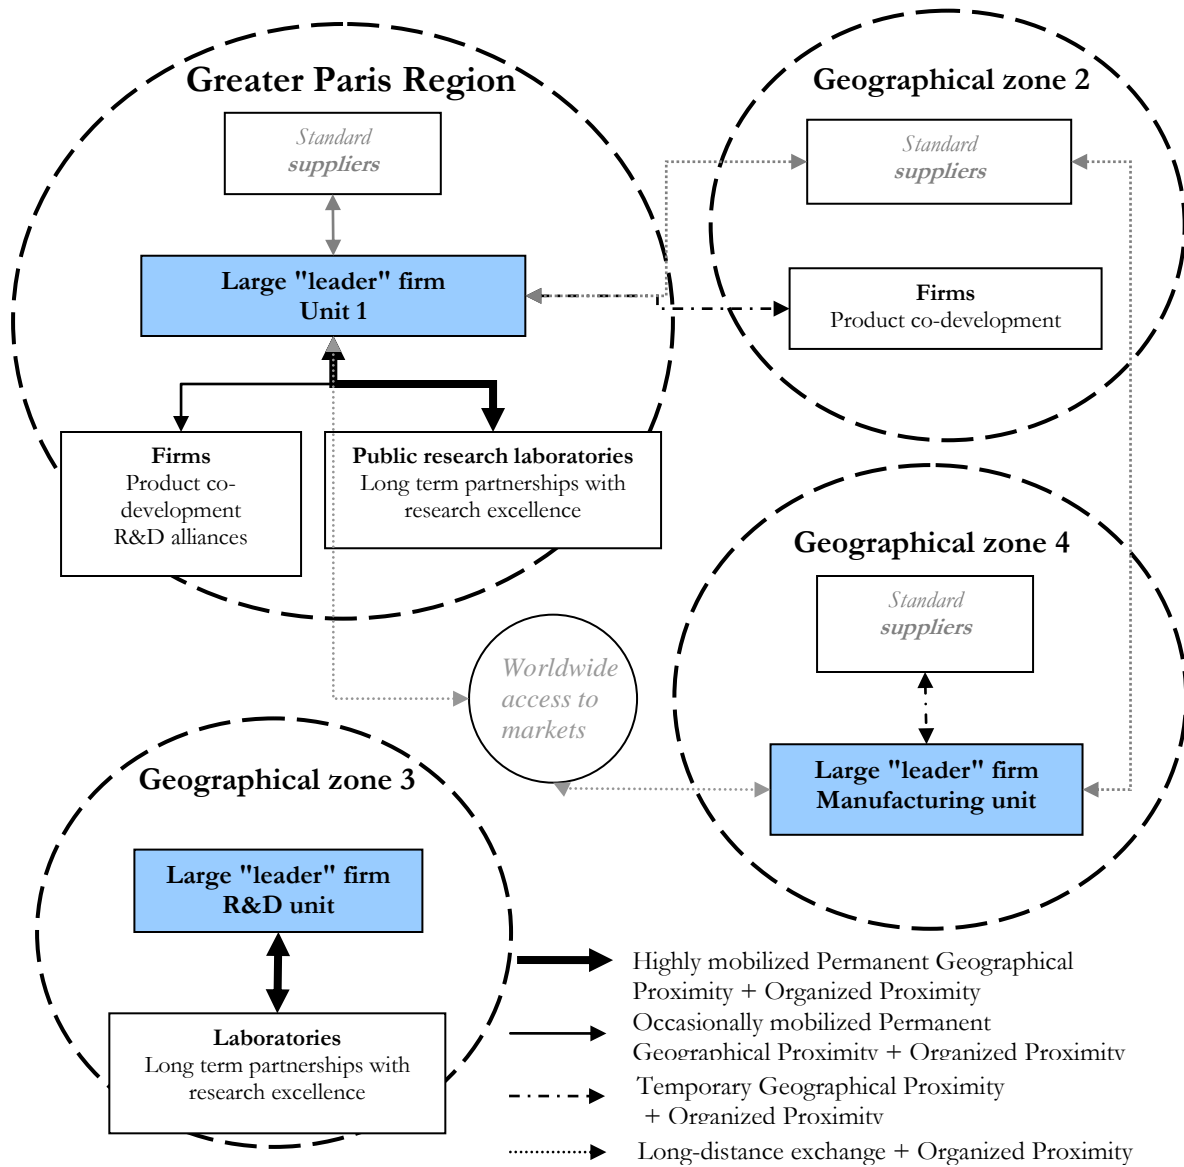 Greater Paris Region
Standard
suppliers
Large "leader" firm
Unit 1
Firms
Product co-
development
R&D alliances
Public research laboratories
Long term partnerships with
research excellence
Geographical zone 2
Standard
suppliers
Firms
Product co-development
Geographical zone 4
Standard
suppliers
Large "leader" firm
Manufacturing unit
Worldwide
access to
markets
Geographical zone 3
Large "leader" firm
R&D unit
Laboratories
Long term partnerships with
research excellence
Highly mobilized Permanent Geographical
Proximity + Organized Proximity
Occasionally mobilized Permanent
Geographical Proximity + Organized Proximity
Temporary Geographical Proximity
+ Organized Proximity
Long-distance exchange + Organized Proximity